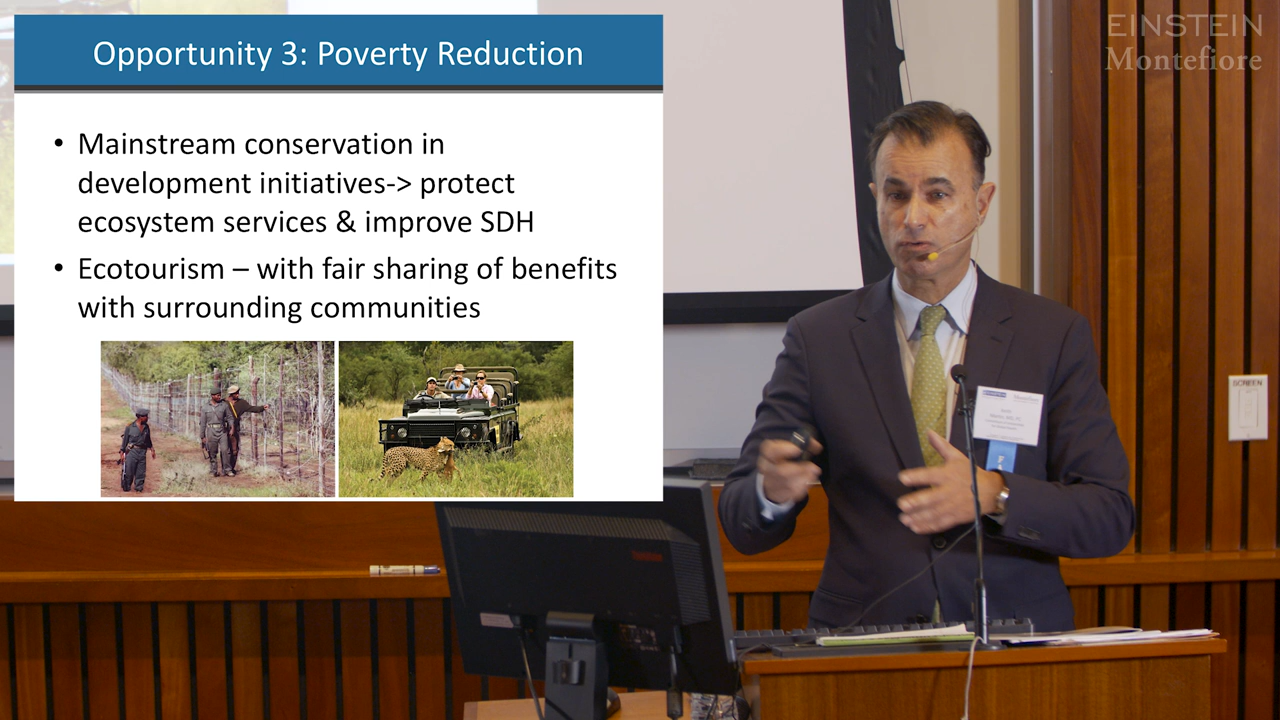 Opportunity 3: Poverty Reduction
• Mainstream conservation in
development initiatives-> protect
ecosystem services & improve SDH
• Ecotourism – with fair sharing of benefits
with surrounding communities
EINSTEIN
Montefiore
SCREEN